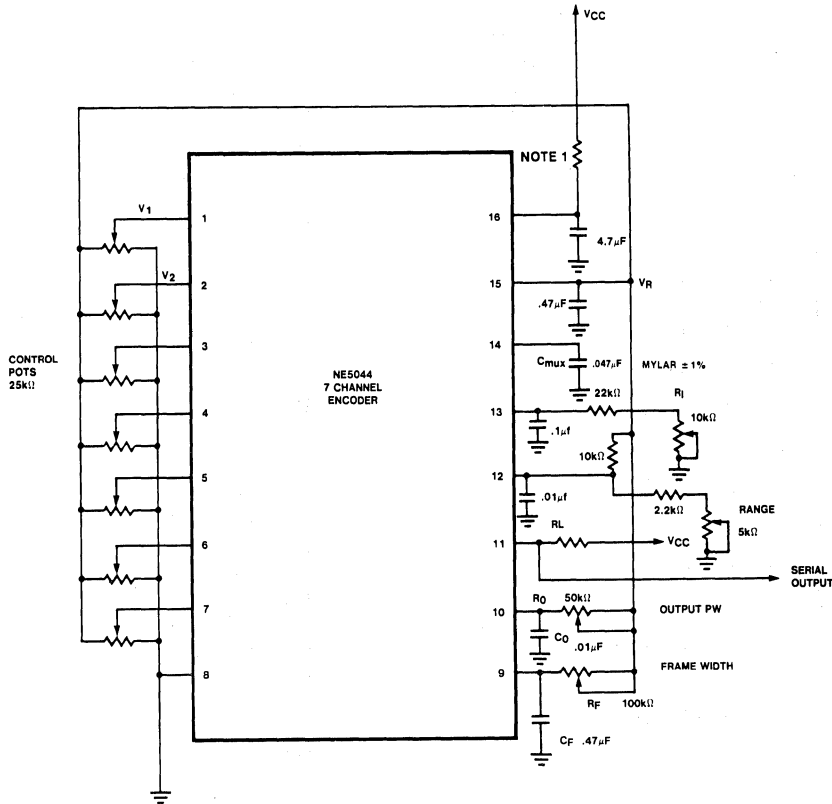 VCC
NOTE 1
V1
1
16
4.7µF
V2
2
15
VR
.47µF
3
14
Cmux
.047µF
MYLAR ± 1%
CONTROL
POTS
25kΩ
NE5044
7 CHANNEL
ENCODER
22kΩ
RI
4
13
10kΩ
.1µf
10kΩ
5
12
.01µf
2.2kΩ
RANGE
5kΩ
6
11
RL
VCC
SERIAL
OUTPUT
7
10
RO
50kΩ
OUTPUT PW
CO
.01µF
8
9
FRAME WIDTH
RF
100kΩ
CF .47µF